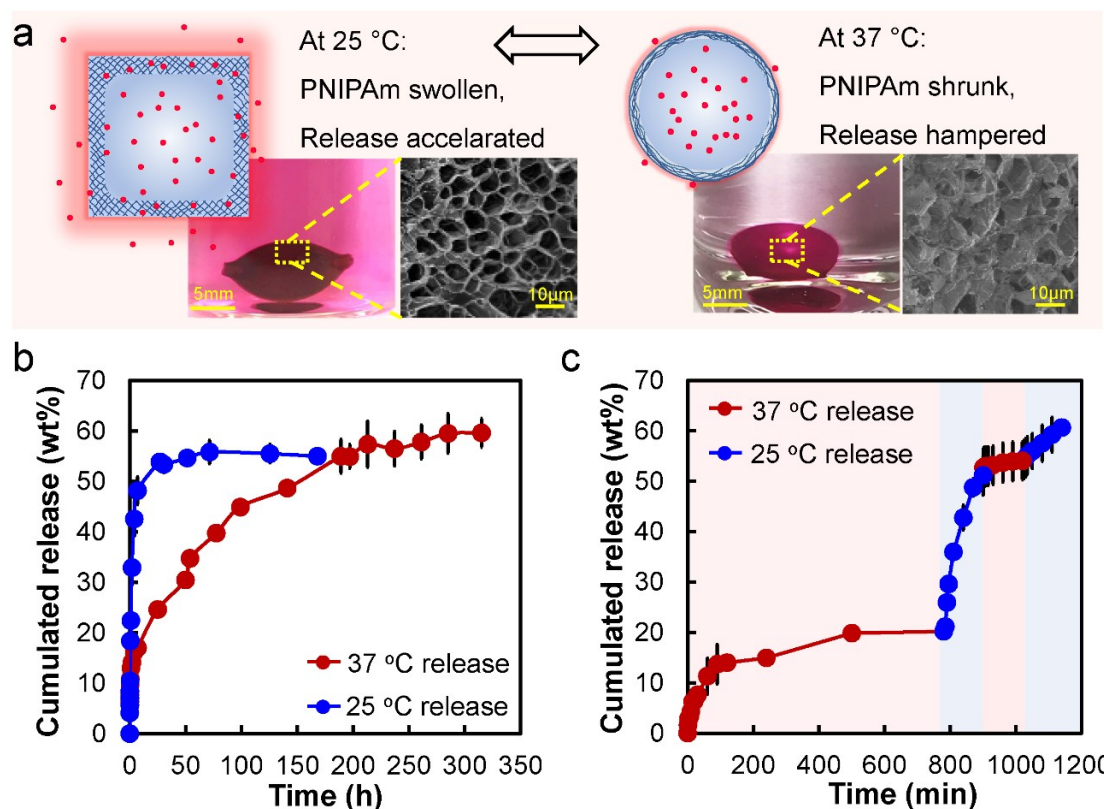 a
At 25 °C:
PNIPAm swollen,
Release accelarated
At 37 °C:
PNIPAm shrunk,
Release hampered
5mm
10μm
5mm
10μm
b
Cumulated release (wt%)
70
60
50
40
30
20
10
0
37 °C release
25 °C release
0 50 100 150 200 250 300 350
Time (h)
c
Cumulated release (wt%)
70
60
50
40
30
20
10
0
37 °C release
25 °C release
0 200 400 600 800 1000 1200
Time (min)